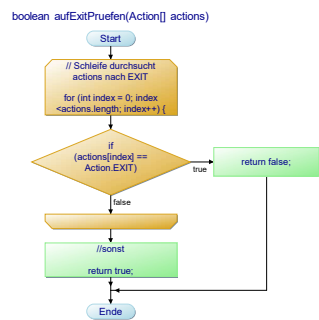 boolean aufExitPruefen(Action[] actions)
Start
// Schleife durchsucht
actions nach EXIT
for (int index = 0; index
<actions.length; index++) {
if
(actions[index] ==
Action.EXIT)
true
return false;
false
//sonst
return true;
Ende